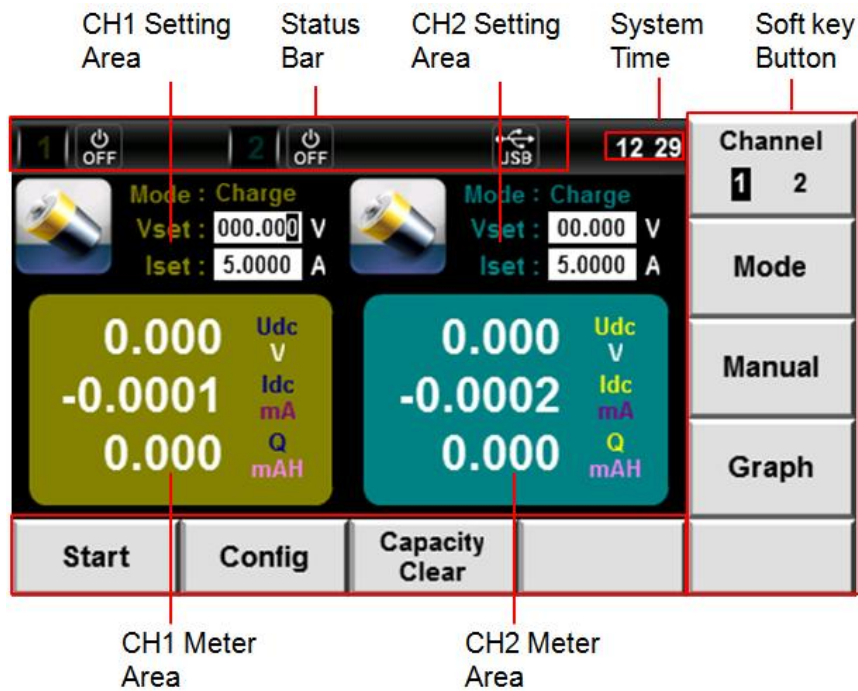 CH1 Setting Area
Status Bar
CH2 Setting Area
System Time
Soft key Button
1 OFF 2 OFF USB 12 29
Channel
1 2
Mode : Charge
Vset : 000.000 V
Iset : 5.0000 A
Mode : Charge
Vset : 00.000 V
Iset : 5.0000 A
Mode
0.000 Udc V
-0.0001 Idc mA
0.000 Q mAH
0.000 Udc V
-0.0002 Idc mA
0.000 Q mAH
Manual
Graph
Start Config Capacity Clear
CH1 Meter Area
CH2 Meter Area